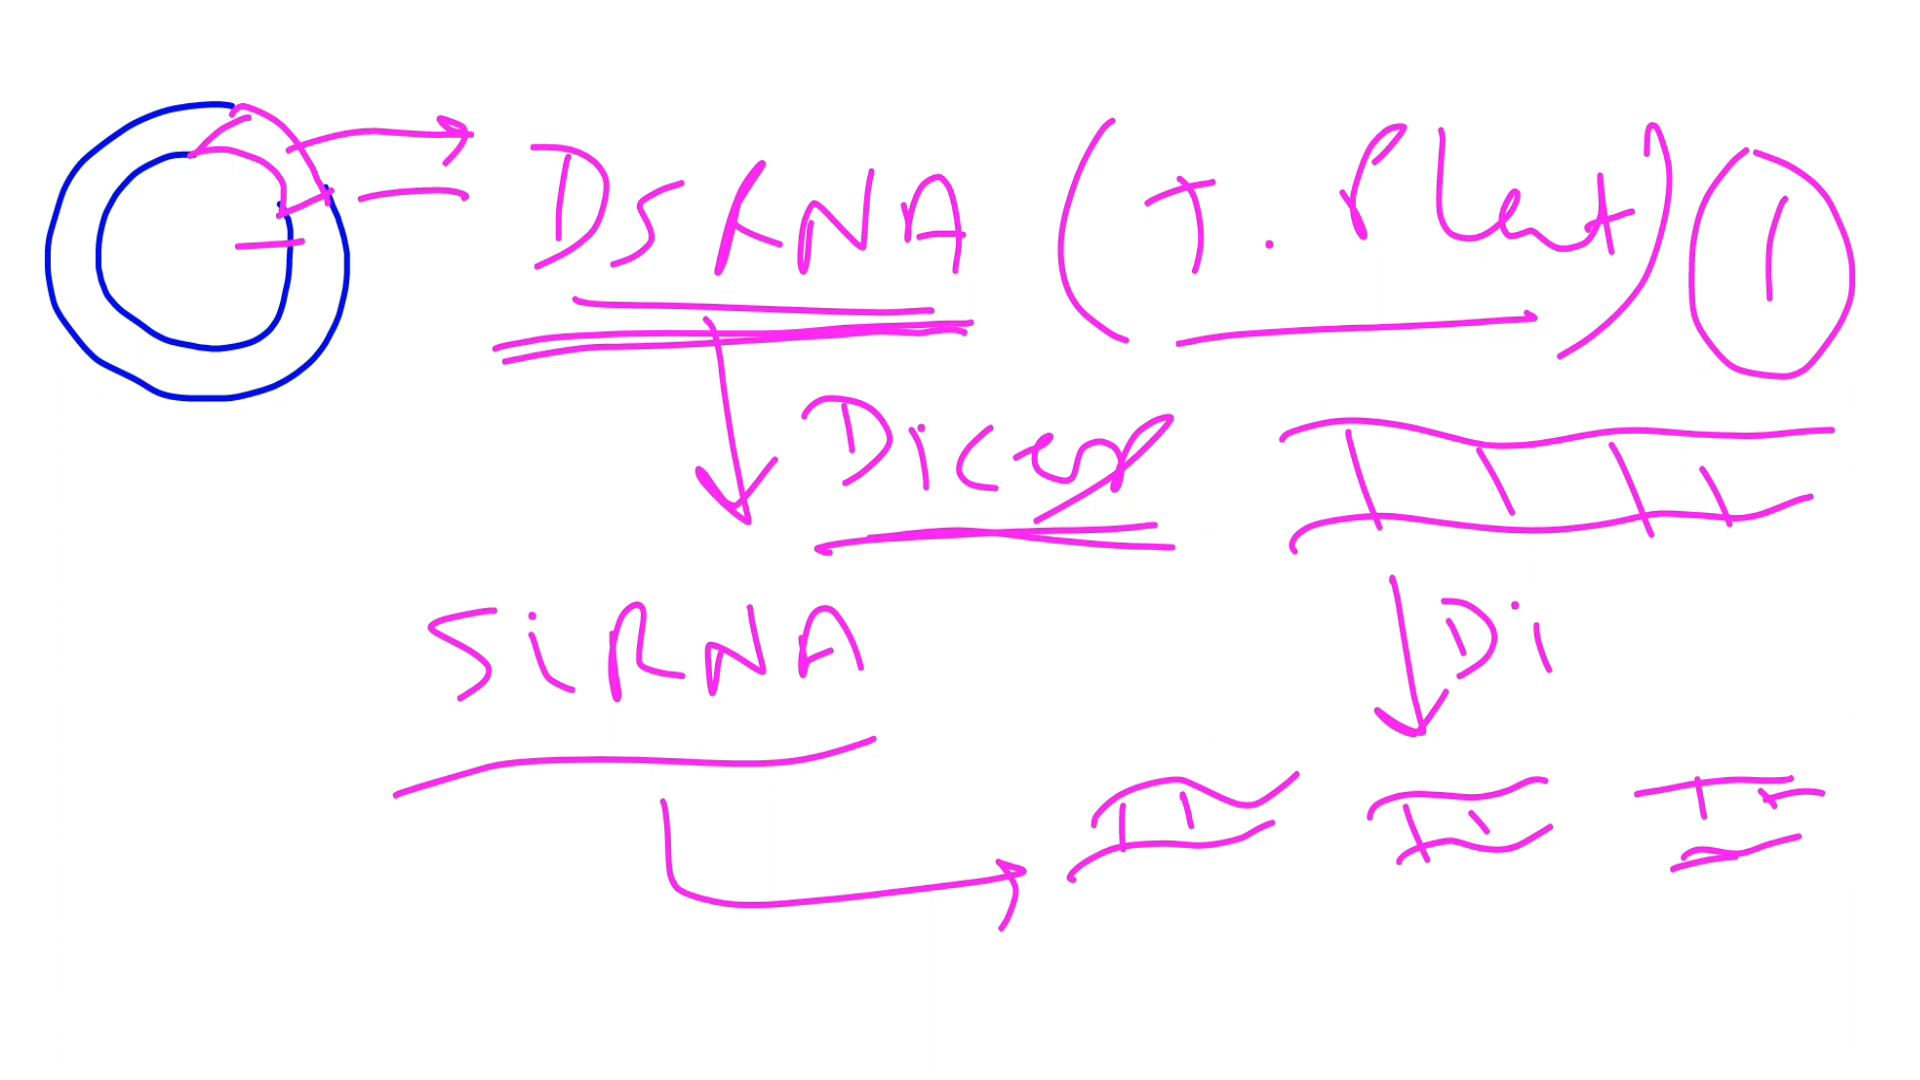 DSRNA (T. Plant) 1
Dicer
Di
SiRNA